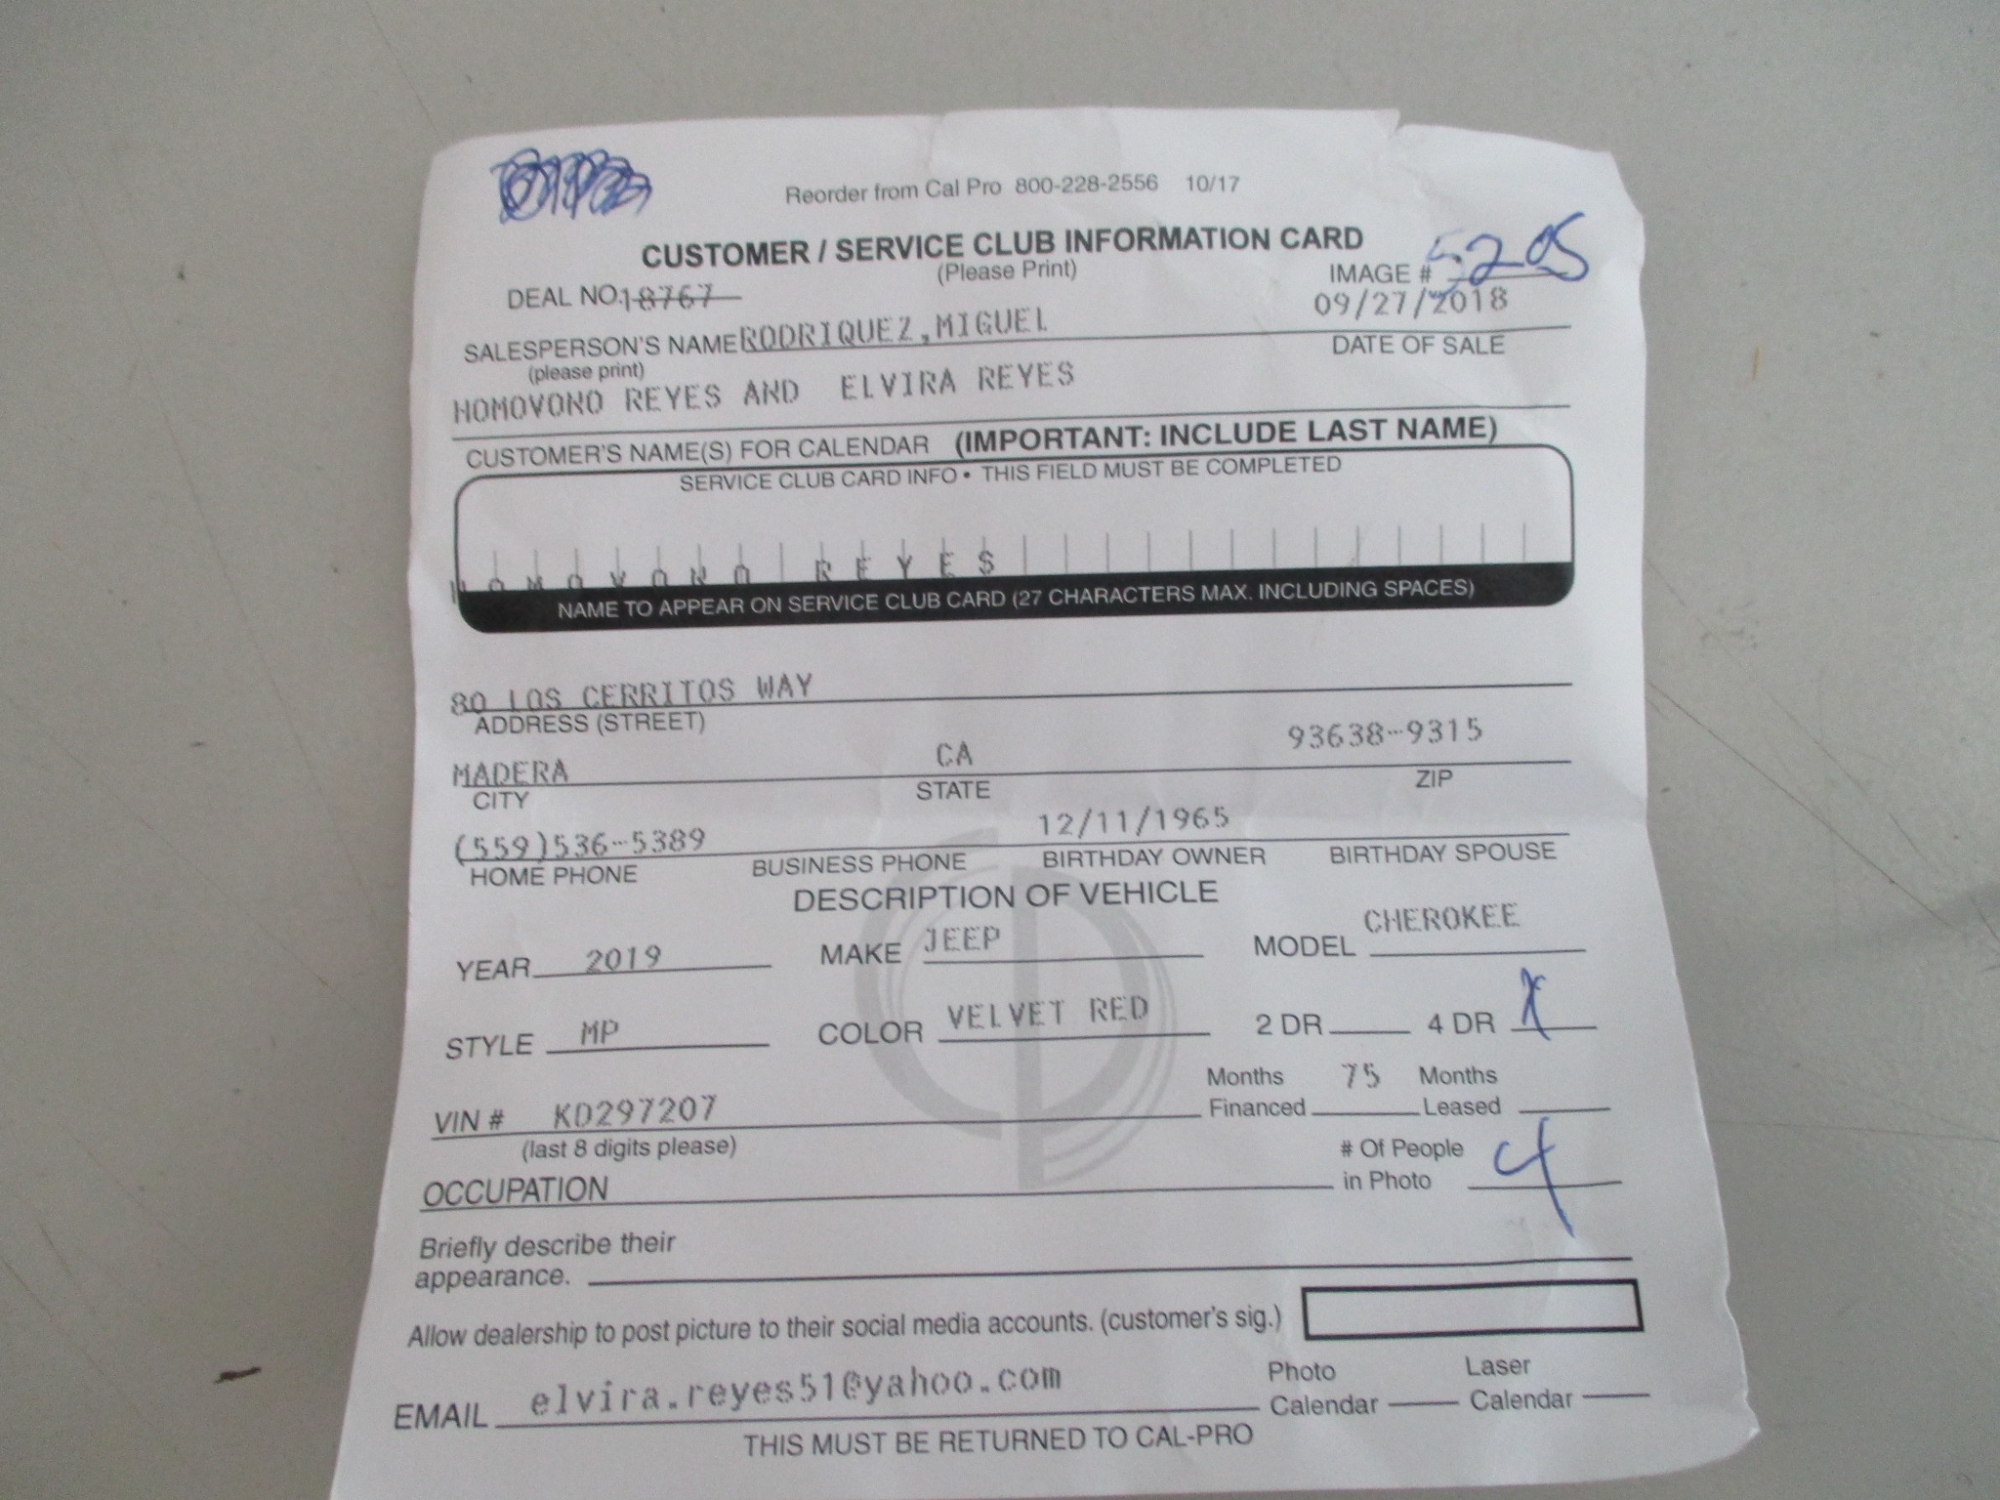 Reorder from Cal Pro 800-228-2556 10/17
CUSTOMER / SERVICE CLUB INFORMATION CARD
(Please Print)
IMAGE # 5205
DEAL NO. 18767
09/27/2018
SALESPERSON'S NAME RODRIQUEZ, MIGUEL
(please print)
DATE OF SALE
HOMOVONO REYES AND ELVIRA REYES
CUSTOMER'S NAME(S) FOR CALENDAR (IMPORTANT: INCLUDE LAST NAME)
SERVICE CLUB CARD INFO • THIS FIELD MUST BE COMPLETED
HOMOVONO REYES
NAME TO APPEAR ON SERVICE CLUB CARD (27 CHARACTERS MAX. INCLUDING SPACES)
80 LOS CERRITOS WAY
ADDRESS (STREET)
MADERA CA 93638-9315
CITY STATE ZIP
(559)536-5389 12/11/1965
HOME PHONE BUSINESS PHONE BIRTHDAY OWNER BIRTHDAY SPOUSE
DESCRIPTION OF VEHICLE
YEAR 2019 MAKE JEEP MODEL CHEROKEE
STYLE MP COLOR VELVET RED 2 DR 4 DR X
Months 75 Months
VIN # KD297207 Financed Leased
(last 8 digits please)
# Of People 4
OCCUPATION in Photo
Briefly describe their
appearance.
Allow dealership to post picture to their social media accounts. (customer's sig.)
Photo Laser
EMAIL elvira.reyes51@yahoo.com Calendar Calendar
THIS MUST BE RETURNED TO CAL-PRO